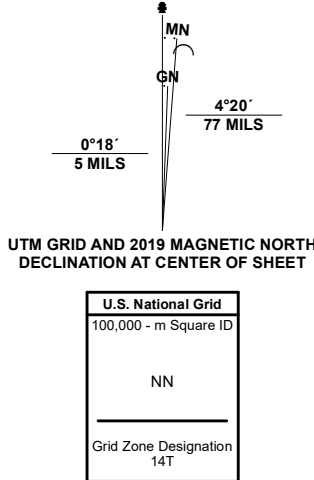 MN
GN
4°20´
77 MILS
0°18´
5 MILS
UTM GRID AND 2019 MAGNETIC NORTH
DECLINATION AT CENTER OF SHEET
U.S. National Grid
100,000 - m Square ID
NN
Grid Zone Designation
14T